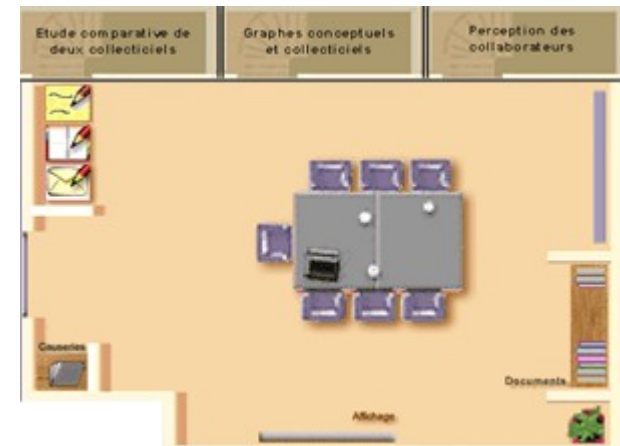 Etude comparative de
deux collecticiels
Graphes conceptuels
et collecticiels
Perception des
collaborateurs
Causeries
Documents
Affichage